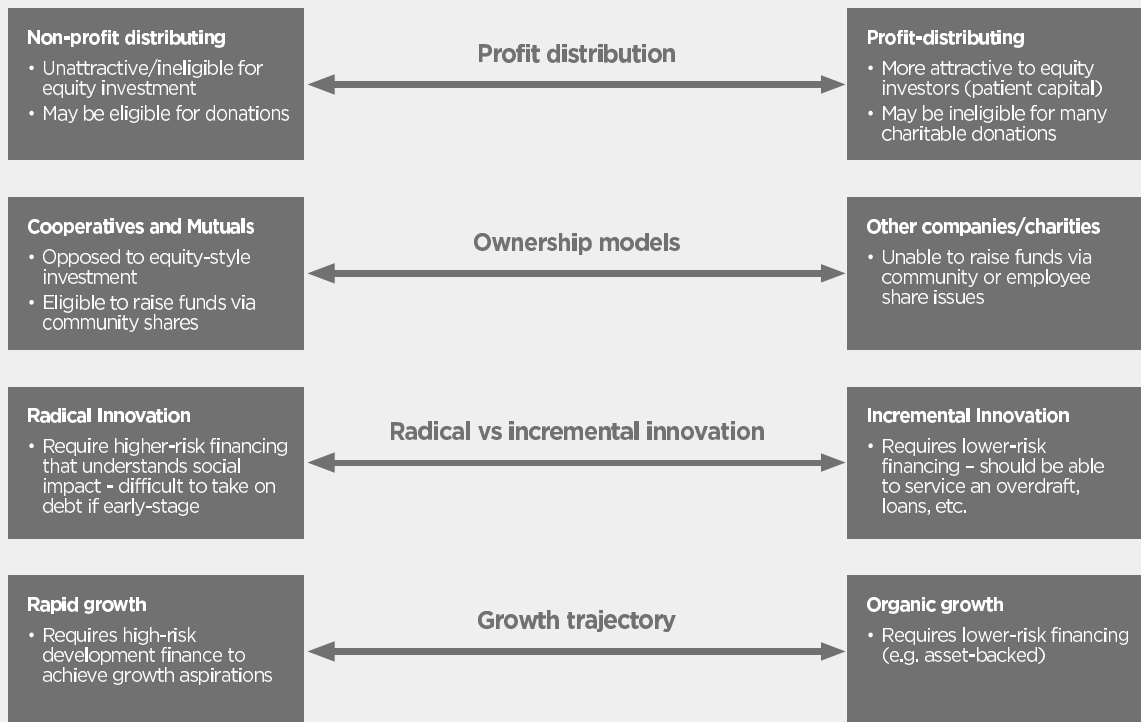 Non-profit distributing
• Unattractive/ineligible for
equity investment
• May be eligible for donations
Profit distribution
Profit-distributing
• More attractive to equity
investors (patient capital)
• May be ineligible for many
charitable donations
Cooperatives and Mutuals
• Opposed to equity-style
investment
• Eligible to raise funds via
community shares
Ownership models
Other companies/charities
• Unable to raise funds via
community or employee
share issues
Radical Innovation
• Require higher-risk financing
that understands social
impact - difficult to take on
debt if early-stage
Radical vs incremental innovation
Incremental Innovation
• Requires lower-risk
financing – should be able
to service an overdraft,
loans, etc.
Rapid growth
• Requires high-risk
development finance to
achieve growth aspirations
Growth trajectory
Organic growth
• Requires lower-risk financing
(e.g. asset-backed)